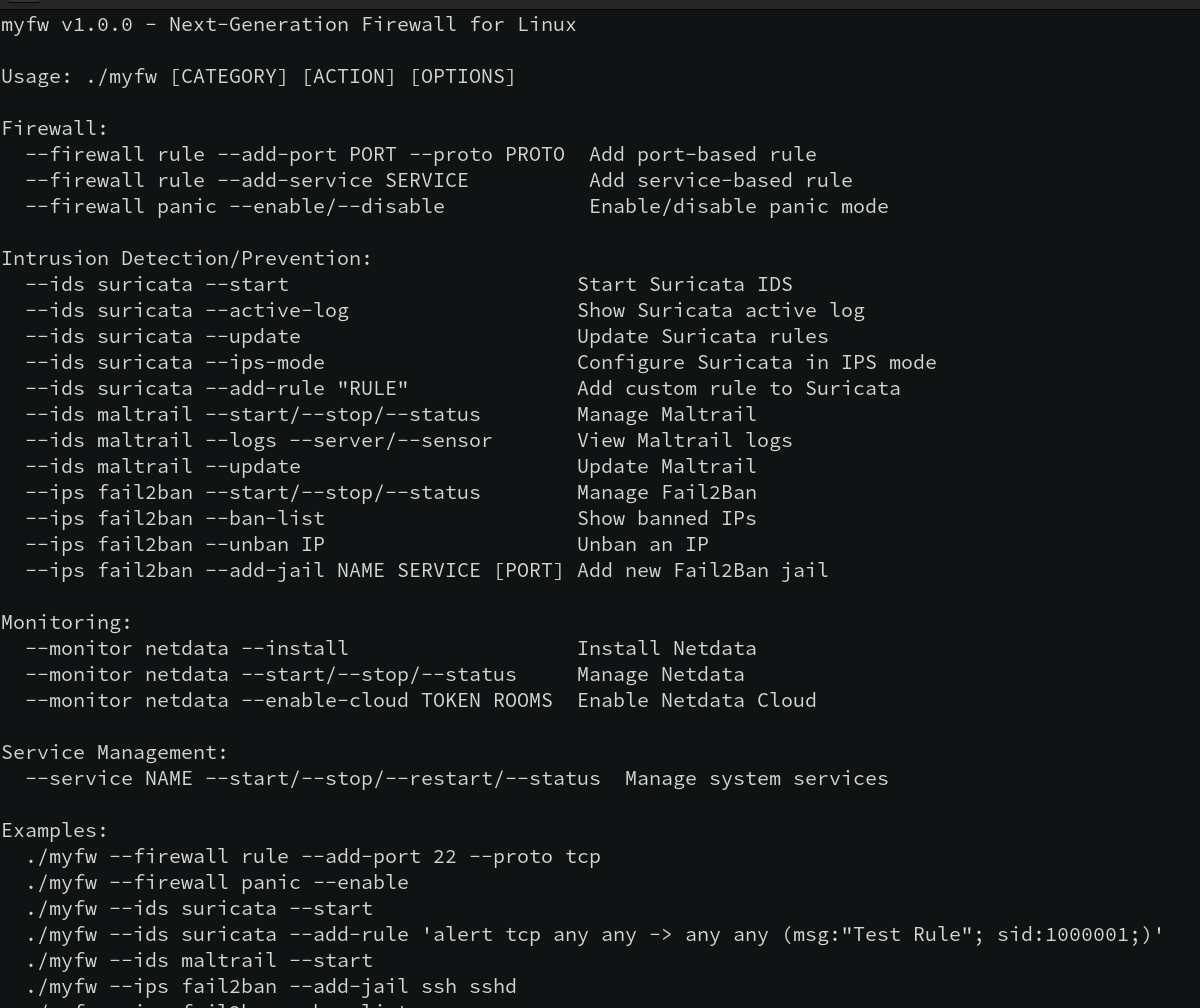 myfw v1.0.0 - Next-Generation Firewall for Linux
Usage: ./myfw [CATEGORY] [ACTION] [OPTIONS]
Firewall:
  --firewall rule --add-port PORT --proto PROTO  Add port-based rule
  --firewall rule --add-service SERVICE          Add service-based rule
  --firewall panic --enable/--disable            Enable/disable panic mode
Intrusion Detection/Prevention:
  --ids suricata --start                        Start Suricata IDS
  --ids suricata --active-log                   Show Suricata active log
  --ids suricata --update                       Update Suricata rules
  --ids suricata --ips-mode                     Configure Suricata in IPS mode
  --ids suricata --add-rule "RULE"              Add custom rule to Suricata
  --ids maltrail --start/--stop/--status        Manage Maltrail
  --ids maltrail --logs --server/--sensor       View Maltrail logs
  --ids maltrail --update                       Update Maltrail
  --ips fail2ban --start/--stop/--status        Manage Fail2Ban
  --ips fail2ban --ban-list                     Show banned IPs
  --ips fail2ban --unban IP                     Unban an IP
  --ips fail2ban --add-jail NAME SERVICE [PORT] Add new Fail2Ban jail
Monitoring:
  --monitor netdata --install                   Install Netdata
  --monitor netdata --start/--stop/--status     Manage Netdata
  --monitor netdata --enable-cloud TOKEN ROOMS  Enable Netdata Cloud
Service Management:
  --service NAME --start/--stop/--restart/--status  Manage system services
Examples:
  ./myfw --firewall rule --add-port 22 --proto tcp
  ./myfw --firewall panic --enable
  ./myfw --ids suricata --start
  ./myfw --ids suricata --add-rule 'alert tcp any any -> any any (msg:"Test Rule"; sid:1000001;)'
  ./myfw --ids maltrail --start
  ./myfw --ips fail2ban --add-jail ssh sshd